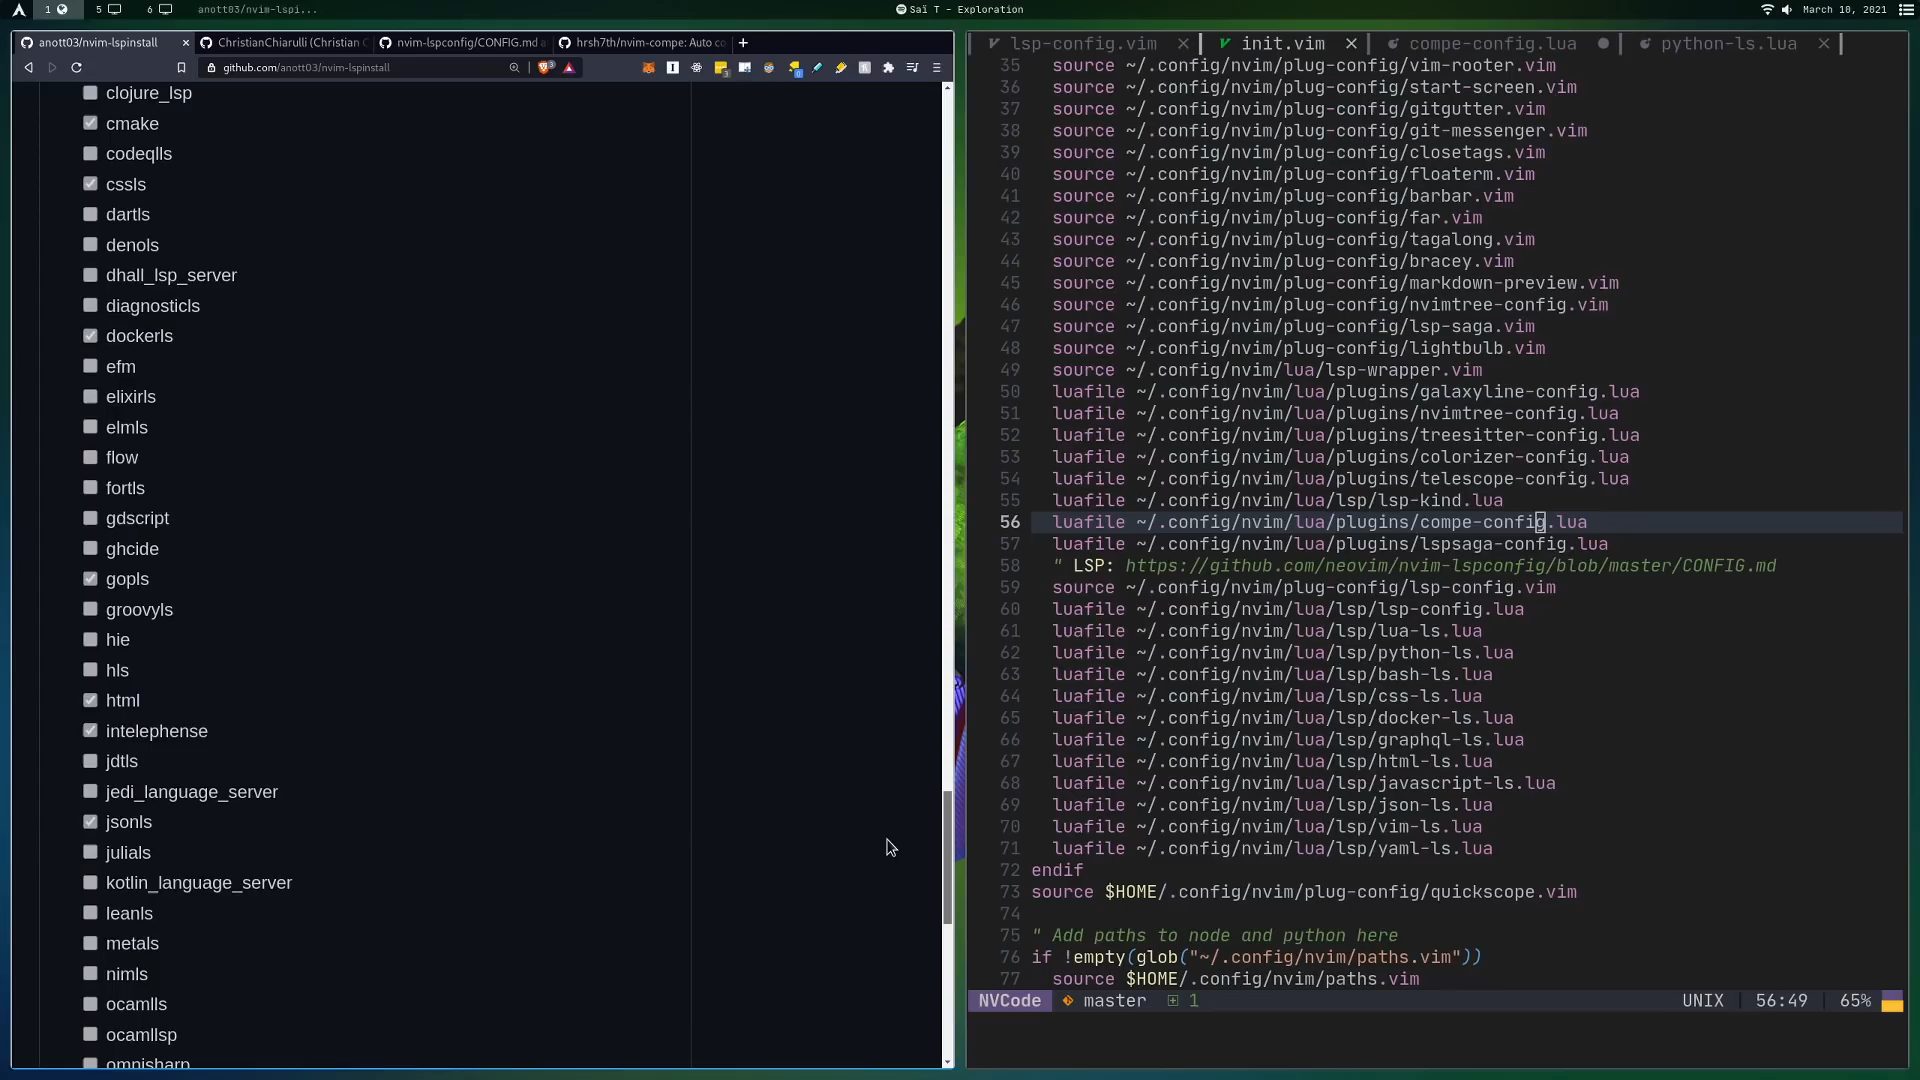 1
5
6
anott03/nvim-lspi...
Saï T - Exploration
March 10, 2021
anott03/nvim-lspinstall
ChristianChiarulli (Christian C
nvim-lspconfig/CONFIG.md a
hrsh7th/nvim-compe: Auto co
github.com/anott03/nvim-lspinstall
clojure_lsp
cmake
codeqlls
cssls
dartls
denols
dhall_lsp_server
diagnosticls
dockerls
efm
elixirls
elmls
flow
fortls
gdscript
ghcide
gopls
groovyls
hie
hls
html
intelephense
jdtls
jedi_language_server
jsonls
julials
kotlin_language_server
leanls
metals
nimls
ocamlls
ocamllsp
omnisharp
lsp-config.vim
init.vim
compe-config.lua
python-ls.lua
35 source ~/.config/nvim/plug-config/vim-rooter.vim
36 source ~/.config/nvim/plug-config/start-screen.vim
37 source ~/.config/nvim/plug-config/gitgutter.vim
38 source ~/.config/nvim/plug-config/git-messenger.vim
39 source ~/.config/nvim/plug-config/closetags.vim
40 source ~/.config/nvim/plug-config/floaterm.vim
41 source ~/.config/nvim/plug-config/barbar.vim
42 source ~/.config/nvim/plug-config/far.vim
43 source ~/.config/nvim/plug-config/tagalong.vim
44 source ~/.config/nvim/plug-config/bracey.vim
45 source ~/.config/nvim/plug-config/markdown-preview.vim
46 source ~/.config/nvim/plug-config/nvimtree-config.vim
47 source ~/.config/nvim/plug-config/lsp-saga.vim
48 source ~/.config/nvim/plug-config/lightbulb.vim
49 source ~/.config/nvim/lua/lsp-wrapper.vim
50 luafile ~/.config/nvim/lua/plugins/galaxyline-config.lua
51 luafile ~/.config/nvim/lua/plugins/nvimtree-config.lua
52 luafile ~/.config/nvim/lua/plugins/treesitter-config.lua
53 luafile ~/.config/nvim/lua/plugins/colorizer-config.lua
54 luafile ~/.config/nvim/lua/plugins/telescope-config.lua
55 luafile ~/.config/nvim/lua/lsp/lsp-kind.lua
56 luafile ~/.config/nvim/lua/plugins/compe-config.lua
57 luafile ~/.config/nvim/lua/plugins/lspsaga-config.lua
58 " LSP: https://github.com/neovim/nvim-lspconfig/blob/master/CONFIG.md
59 source ~/.config/nvim/plug-config/lsp-config.vim
60 luafile ~/.config/nvim/lua/lsp/lsp-config.lua
61 luafile ~/.config/nvim/lua/lsp/lua-ls.lua
62 luafile ~/.config/nvim/lua/lsp/python-ls.lua
63 luafile ~/.config/nvim/lua/lsp/bash-ls.lua
64 luafile ~/.config/nvim/lua/lsp/css-ls.lua
65 luafile ~/.config/nvim/lua/lsp/docker-ls.lua
66 luafile ~/.config/nvim/lua/lsp/graphql-ls.lua
67 luafile ~/.config/nvim/lua/lsp/html-ls.lua
68 luafile ~/.config/nvim/lua/lsp/javascript-ls.lua
69 luafile ~/.config/nvim/lua/lsp/json-ls.lua
70 luafile ~/.config/nvim/lua/lsp/vim-ls.lua
71 luafile ~/.config/nvim/lua/lsp/yaml-ls.lua
72 endif
73 source $HOME/.config/nvim/plug-config/quickscope.vim
74
75 " Add paths to node and python here
76 if !empty(glob("~/.config/nvim/paths.vim"))
77 source $HOME/.config/nvim/paths.vim
NVCode master 1 UNIX 56:49 65%